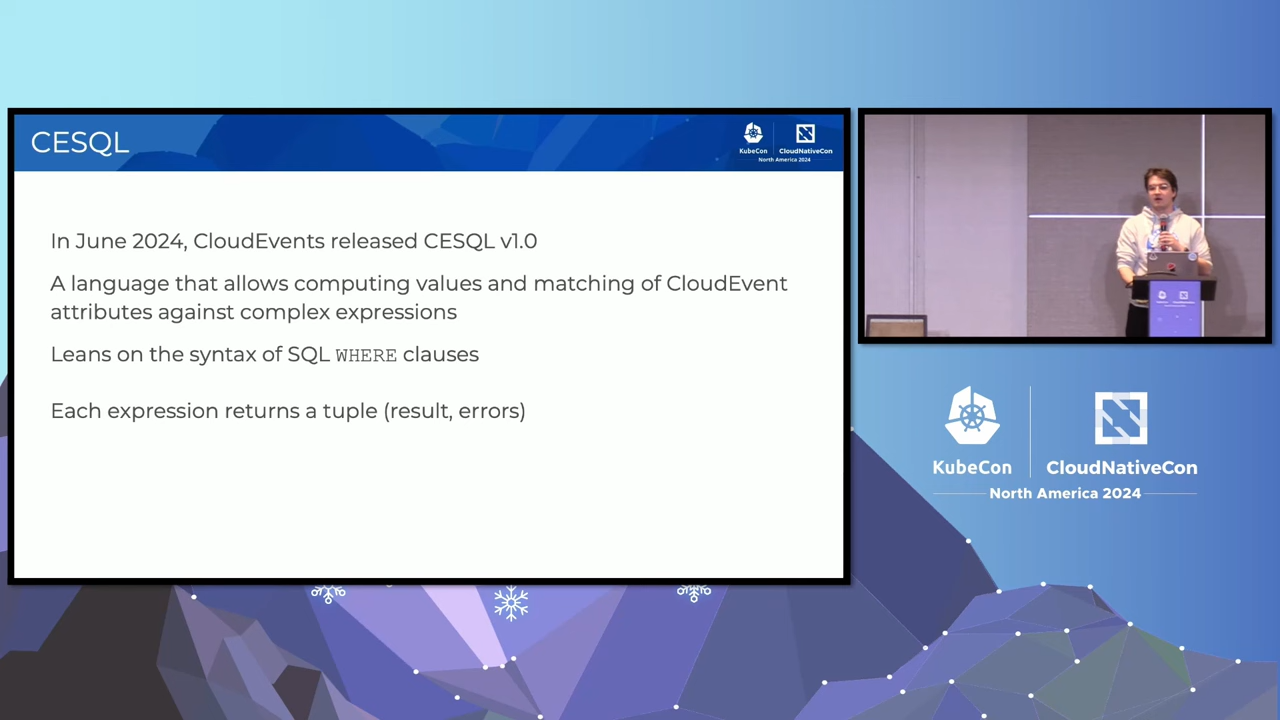 CESQL
KubeCon
CloudNativeCon
North America 2024
In June 2024, CloudEvents released CESQL v1.0
A language that allows computing values and matching of CloudEvent
attributes against complex expressions
Leans on the syntax of SQL WHERE clauses
Each expression returns a tuple (result, errors)
KubeCon
CloudNativeCon
North America 2024